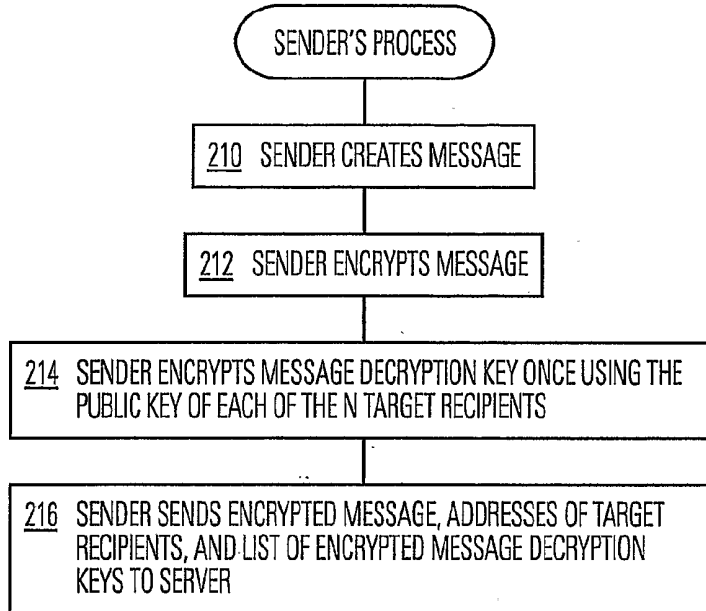 SENDER'S PROCESS
210 SENDER CREATES MESSAGE
212 SENDER ENCRYPTS MESSAGE
214 SENDER ENCRYPTS MESSAGE DECRYPTION KEY ONCE USING THE
PUBLIC KEY OF EACH OF THE N TARGET RECIPIENTS
216 SENDER SENDS ENCRYPTED MESSAGE, ADDRESSES OF TARGET
RECIPIENTS, AND LIST OF ENCRYPTED MESSAGE DECRYPTION
KEYS TO SERVER